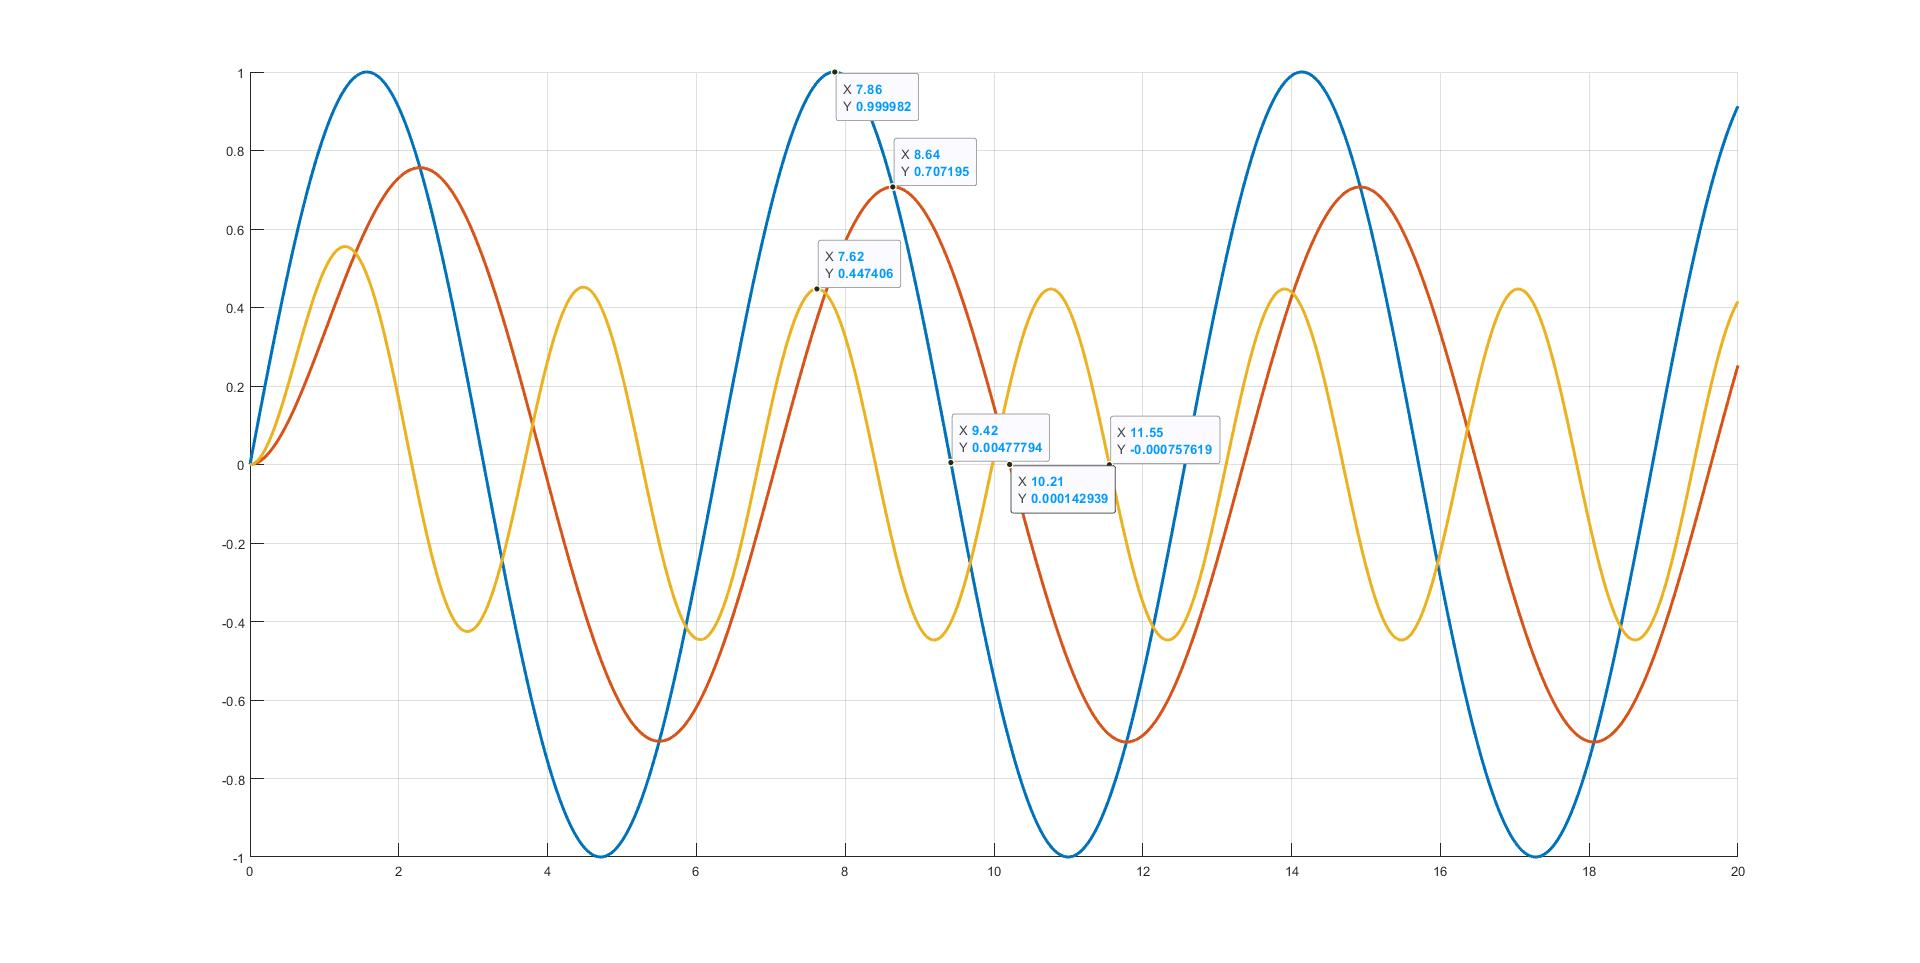 1
0.8
0.6
0.4
0.2
0
-0.2
-0.4
-0.6
-0.8
-1
X 7.86
Y 0.999982
X 8.64
Y 0.707195
X 7.62
Y 0.447406
X 9.42
Y 0.00477794
X 11.55
Y -0.000757619
X 10.21
Y 0.000142939
0 2 4 6 8 10 12 14 16 18 20